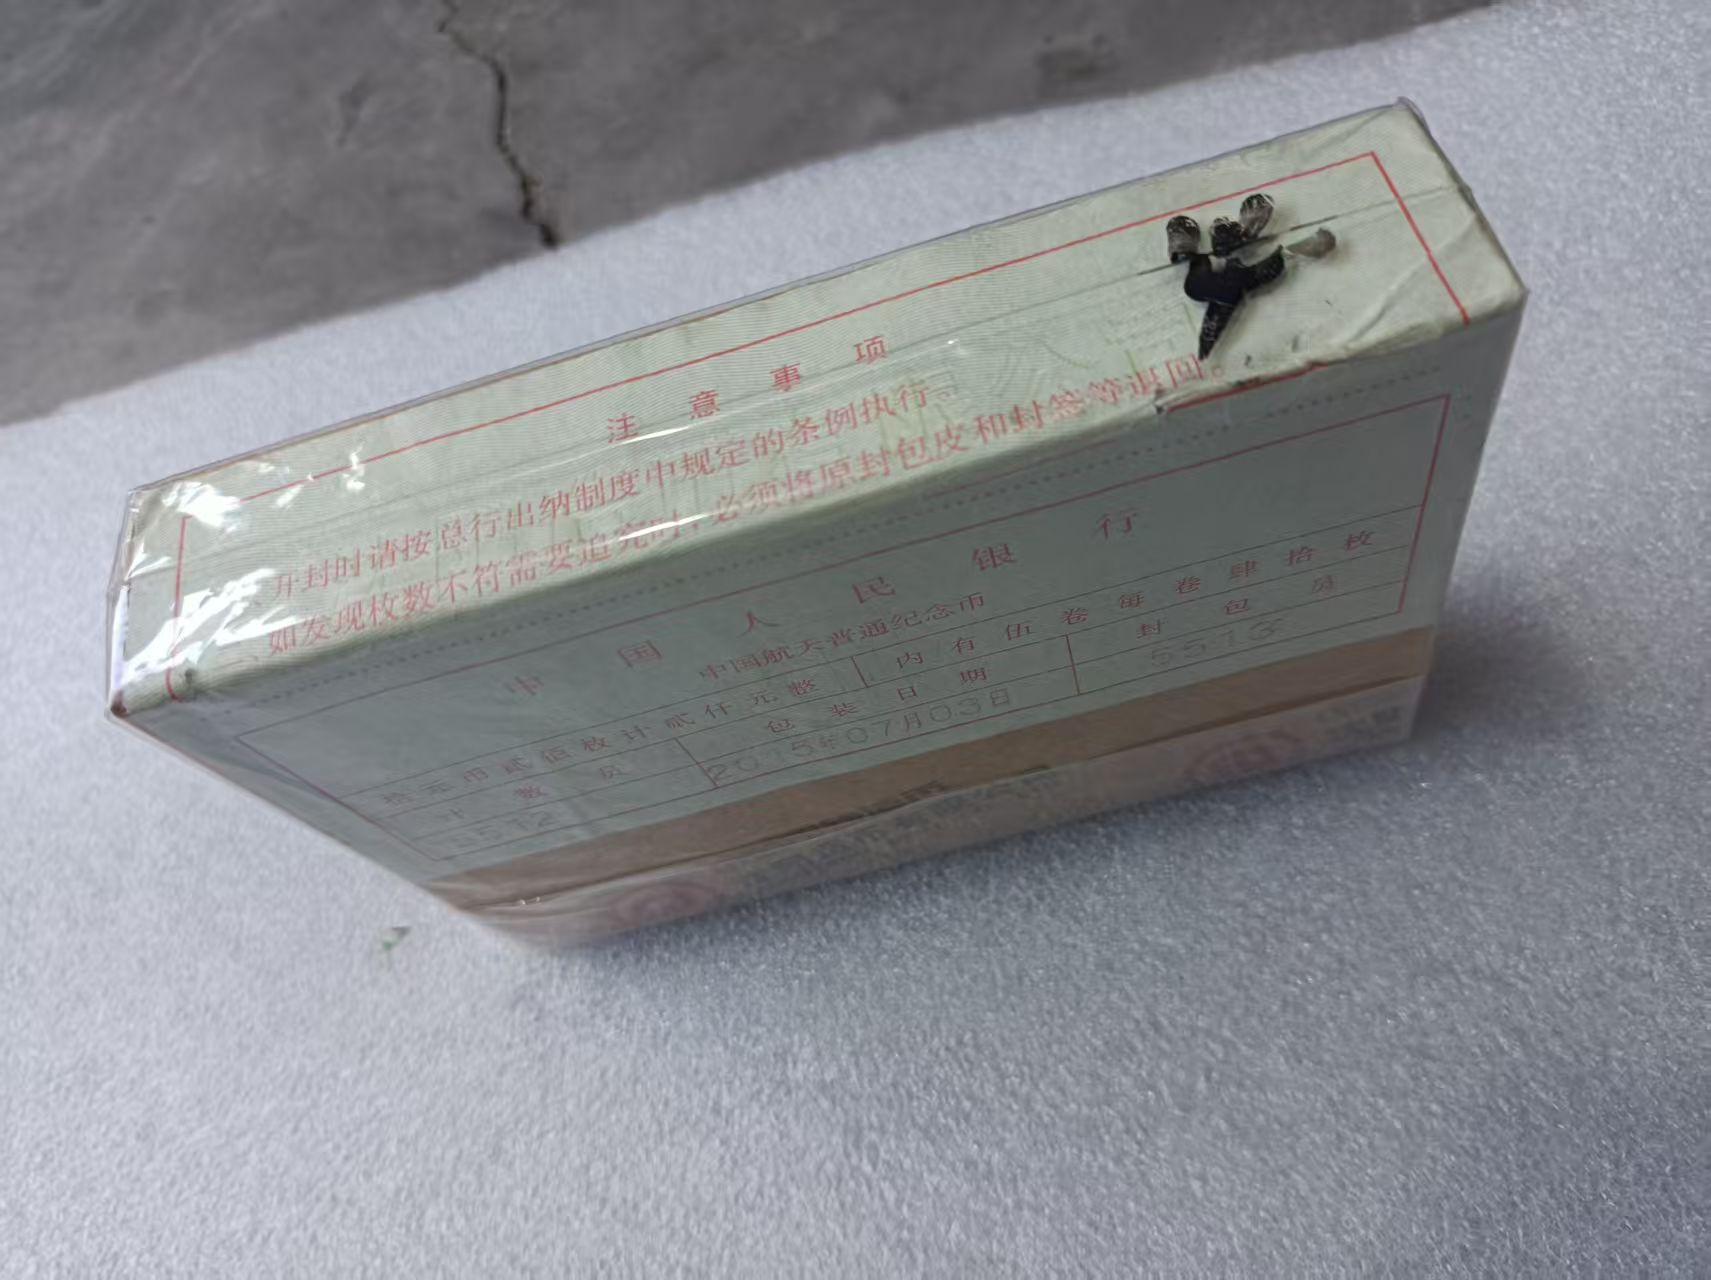 注意事项
一、开封时请按总行出纳制度中规定的条例执行。
二、如发现枚数不符需要追究时，必须将原封包皮和封签等退回。
中国人民银行
中国航天普通纪念币
拾元币贰佰枚计贰仟元整 内有伍卷每卷肆拾枚
计数员 包装日期 封包员
5512 2015年07月03日 5513